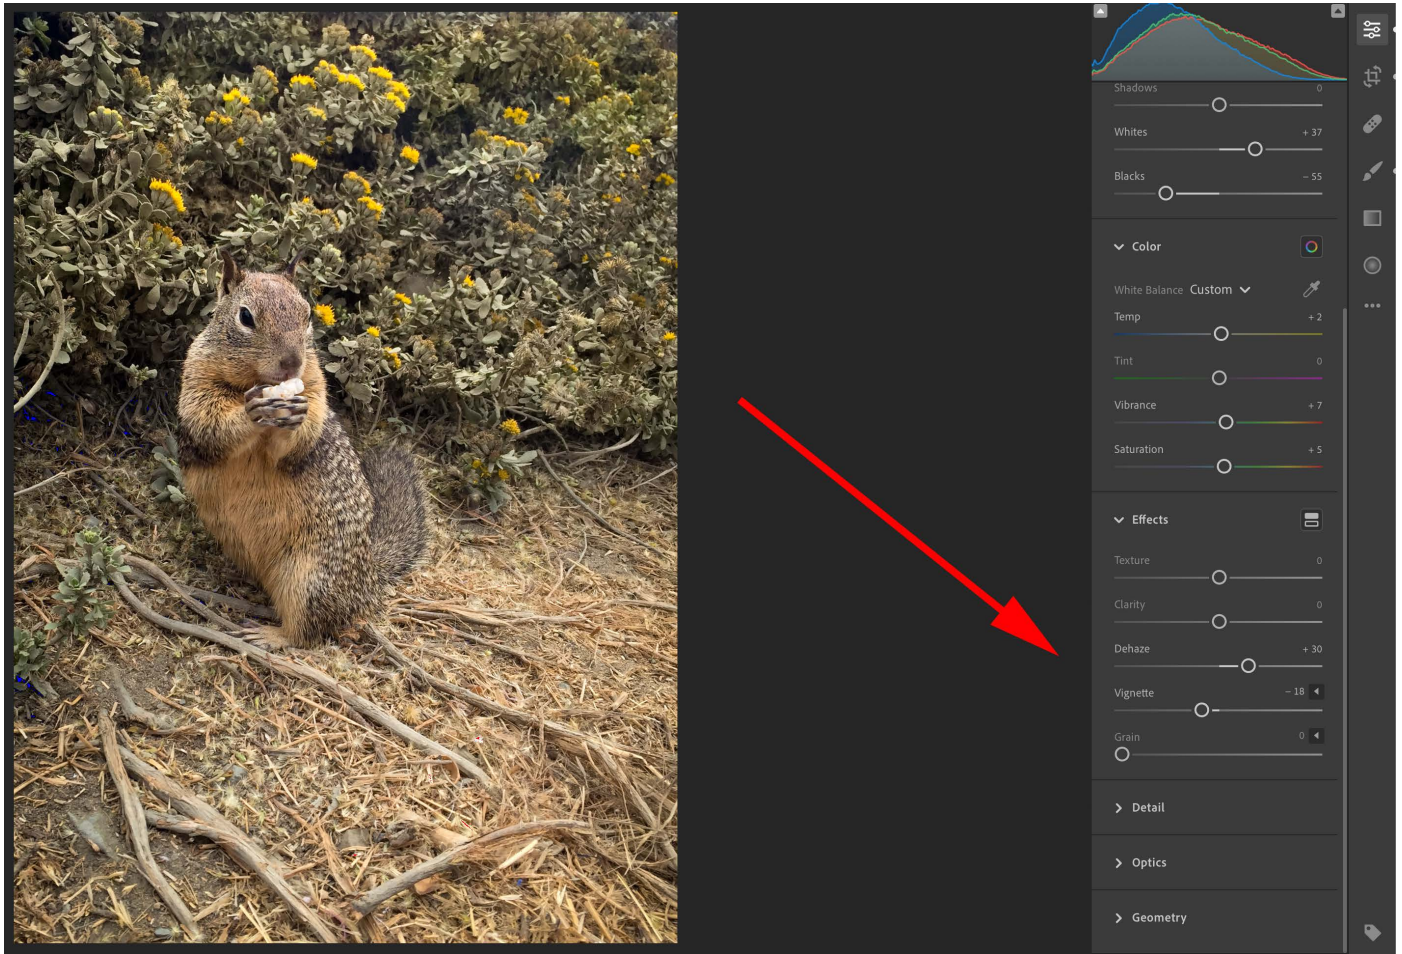 Shadows 0
Whites + 37
Blacks – 55
Color
White Balance Custom
Temp + 2
Tint 0
Vibrance + 7
Saturation + 5
Effects
Texture 0
Clarity 0
Dehaze + 30
Vignette – 18
Grain 0
Detail
Optics
Geometry